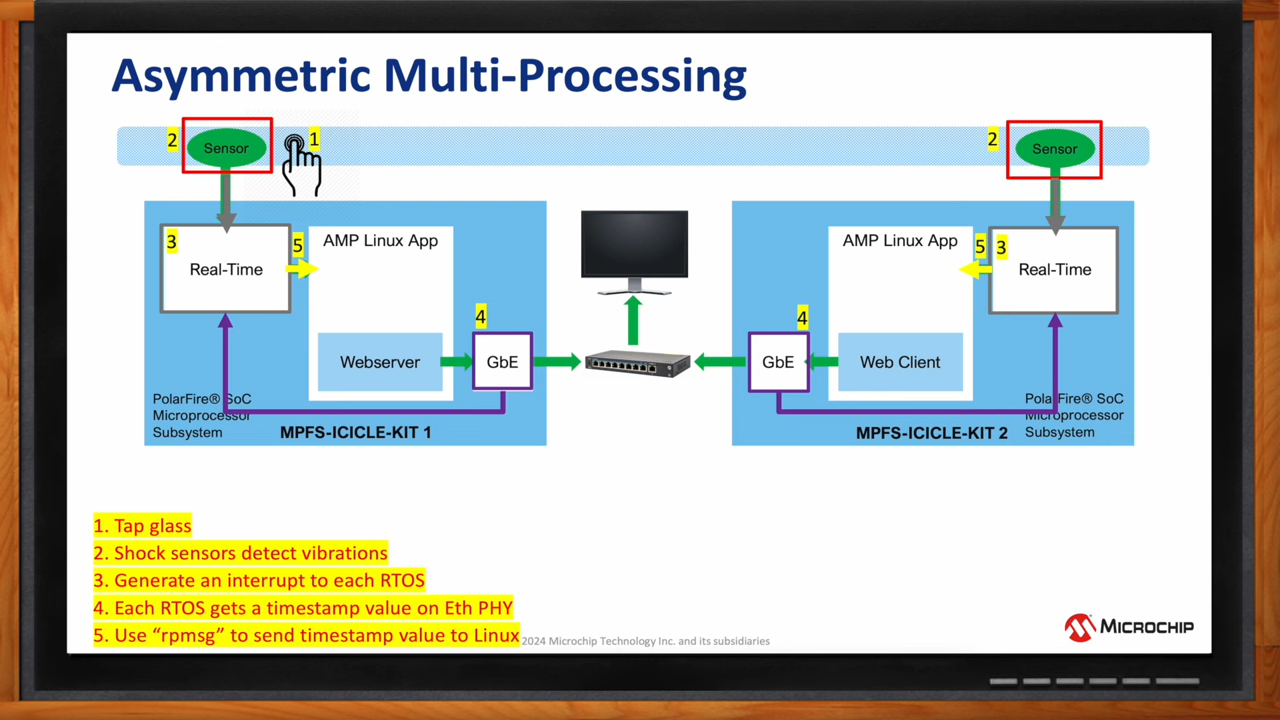 Asymmetric Multi-Processing
2
Sensor
1
2
Sensor
3
Real-Time
5
AMP Linux App
AMP Linux App
5
3
Real-Time
4
4
Webserver
GbE
GbE
Web Client
PolarFire® SoC
Microprocessor
Subsystem
MPFS-ICICLE-KIT 1
MPFS-ICICLE-KIT 2
PolarFire® SoC
Microprocessor
Subsystem
1. Tap glass
2. Shock sensors detect vibrations
3. Generate an interrupt to each RTOS
4. Each RTOS gets a timestamp value on Eth PHY
5. Use “rpmsg” to send timestamp value to Linux
2024 Microchip Technology Inc. and its subsidiaries
MICROCHIP